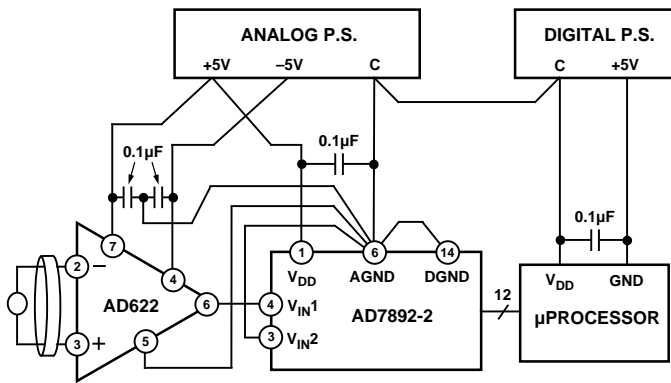 ANALOG P.S.
+5V –5V C
DIGITAL P.S.
C +5V
0.1µF
0.1µF
0.1µF
7
2 –
4
AD622
6
3 +
5
1 6 14
V_DD AGND DGND
4 V_IN1
3 V_IN2
AD7892-2
12
V_DD GND
µPROCESSOR